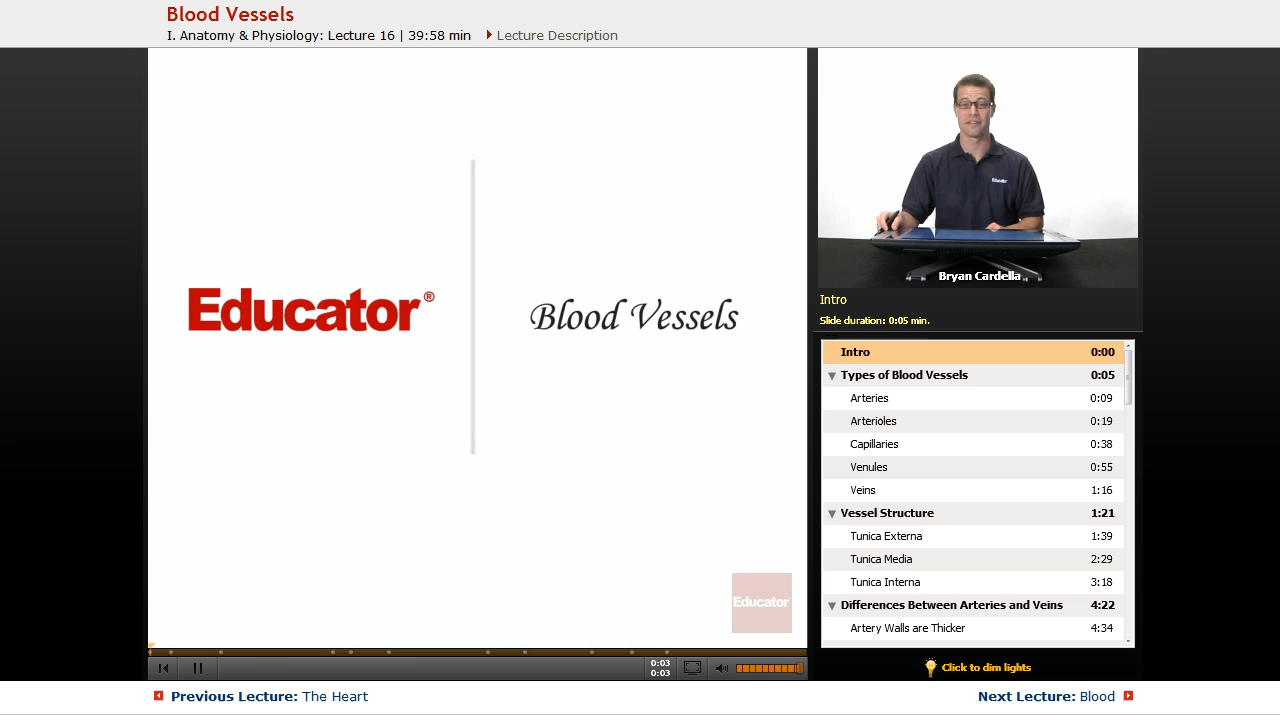 Blood Vessels
I. Anatomy & Physiology: Lecture 16 | 39:58 min Lecture Description
Educator®
Blood Vessels
Educator
Educator
Bryan Cardella
Intro
Slide duration: 0:05 min.
Intro 0:00
Types of Blood Vessels 0:05
Arteries 0:09
Arterioles 0:19
Capillaries 0:38
Venules 0:55
Veins 1:16
Vessel Structure 1:21
Tunica Externa 1:39
Tunica Media 2:29
Tunica Interna 3:18
Differences Between Arteries and Veins 4:22
Artery Walls are Thicker 4:34
0:03
0:03
Click to dim lights
Previous Lecture: The Heart
Next Lecture: Blood